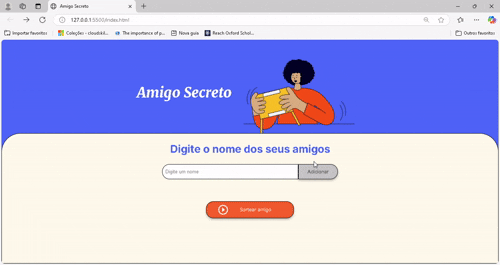 Amigo Secreto
127.0.0.1:5500/index.html
Importar favoritos
Coleções - cloudskil...
The importance of p...
Nova guia
Reach Oxford Schol...
Outros favoritos
Amigo Secreto
Digite o nome dos seus amigos
Digite um nome
Adicionar
Sortear amigo